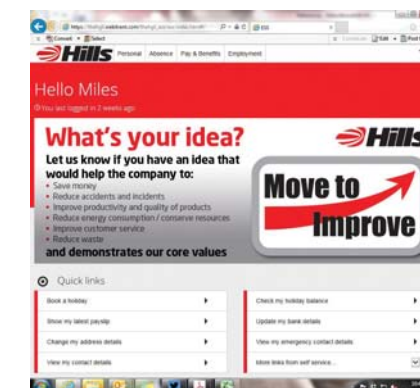 Convert
Select
Hills
Personal Absence Pay & Benefits Employment
Hello Miles
You last logged in 2 weeks ago
What's your idea?
Let us know if you have an idea that
would help the company to:
• Save money
• Reduce accidents and incidents
• Improve productivity and quality of products
• Reduce energy consumption / conserve resources
• Improve customer service
• Reduce waste
and demonstrates our core values
Hills
Move to
Improve
Quick links
Book a holiday
Show my latest payslip
Change my address details
View my contact details
Check my holiday balance
Update my bank details
View my emergency contact details
More links from self service...